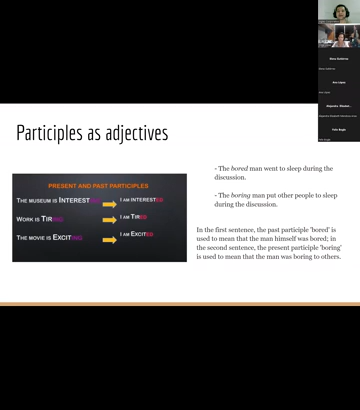 Participles as adjectives
PRESENT AND PAST PARTICIPLES
THE MUSEUM IS INTERESTING
I AM INTERESTED
WORK IS TIRING
I AM TIRED
THE MOVIE IS EXCITING
I AM EXCITED
- The bored man went to sleep during the
discussion.
- The boring man put other people to sleep
during the discussion.
In the first sentence, the past participle 'bored' is
used to mean that the man himself was bored; in
the second sentence, the present participle 'boring'
is used to mean that the man was boring to others.